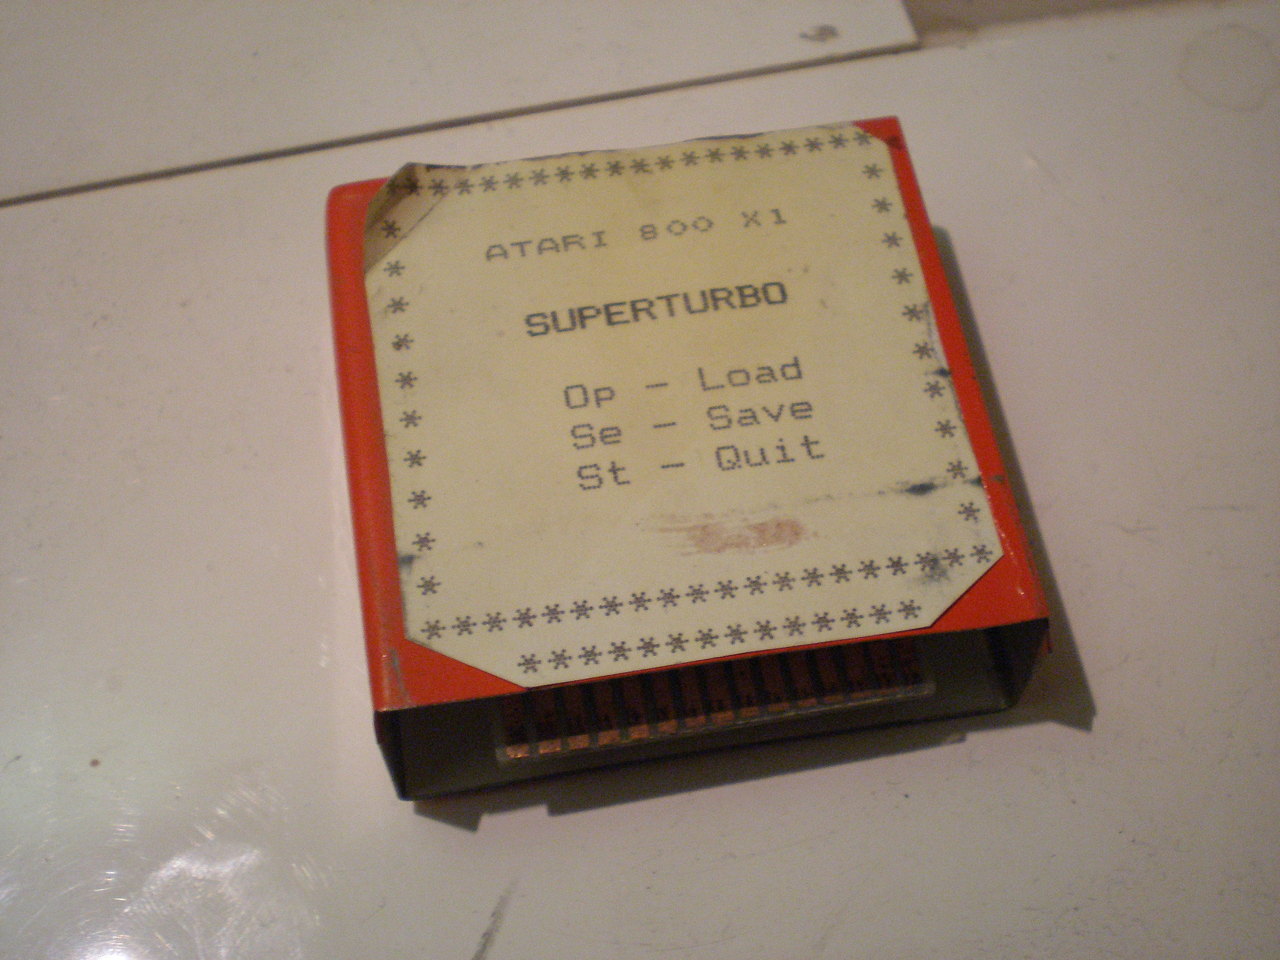 ATARI 800 X1
SUPERTURBO
Op - Load
Se - Save
St - Quit